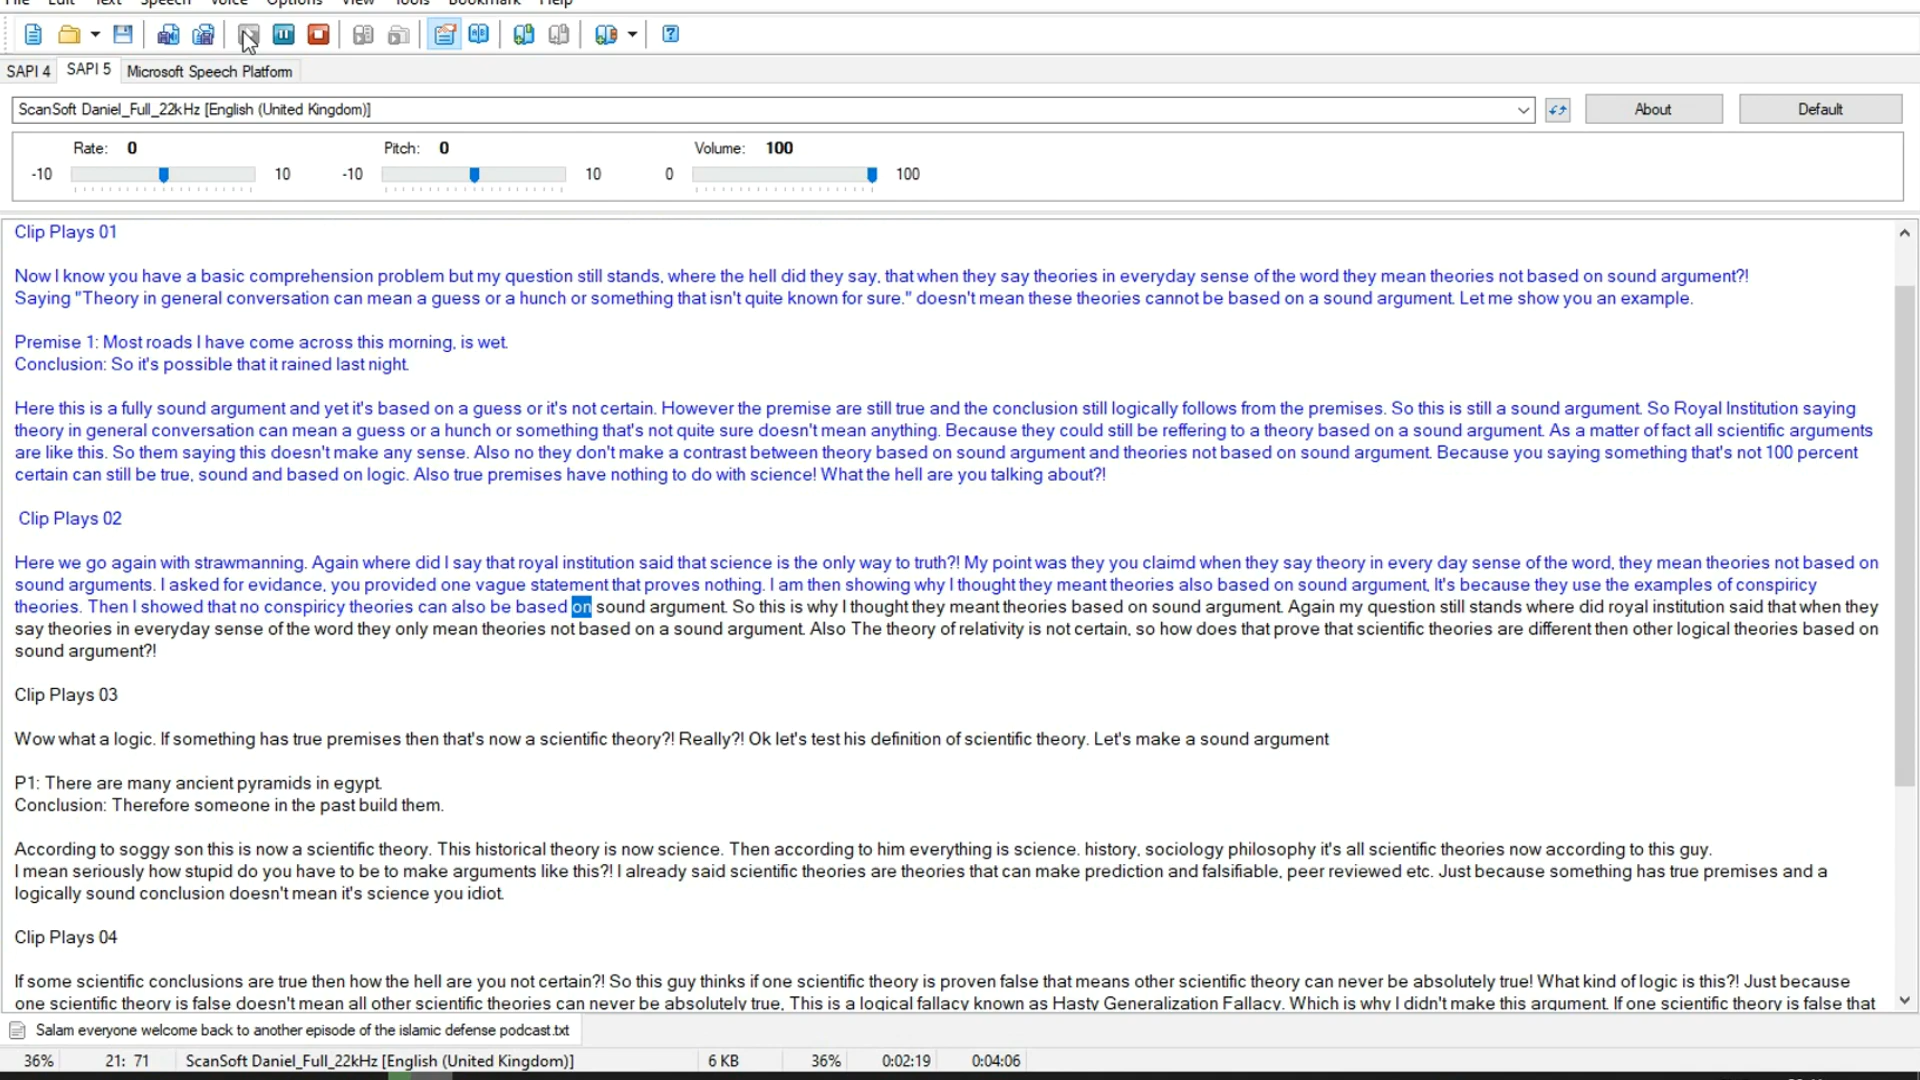 File Edit Text Speech Voice Options View Tools Bookmark Help
SAPI 4 SAPI 5 Microsoft Speech Platform
ScanSoft Daniel_Full_22kHz [English (United Kingdom)] About Default
Rate: 0 Pitch: 0 Volume: 100
-10 10 -10 10 0 100
Clip Plays 01
Now I know you have a basic comprehension problem but my question still stands, where the hell did they say, that when they say theories in everyday sense of the word they mean theories not based on sound argument?!
Saying "Theory in general conversation can mean a guess or a hunch or something that isn't quite known for sure." doesn't mean these theories cannot be based on a sound argument. Let me show you an example.
Premise 1: Most roads I have come across this morning, is wet.
Conclusion: So it's possible that it rained last night.
Here this is a fully sound argument and yet it's based on a guess or it's not certain. However the premise are still true and the conclusion still logically follows from the premises. So this is still a sound argument. So Royal Institution saying
theory in general conversation can mean a guess or a hunch or something that's not quite sure doesn't mean anything. Because they could still be reffering to a theory based on a sound argument. As a matter of fact all scientific arguments
are like this. So them saying this doesn't make any sense. Also no they don't make a contrast between theory based on sound argument and theories not based on sound argument. Because you saying something that's not 100 percent
certain can still be true, sound and based on logic. Also true premises have nothing to do with science! What the hell are you talking about?!
Clip Plays 02
Here we go again with strawmanning. Again where did I say that royal institution said that science is the only way to truth?! My point was they you claimd when they say theory in every day sense of the word, they mean theories not based on
sound arguments. I asked for evidance, you provided one vague statement that proves nothing. I am then showing why I thought they meant theories also based on sound argument, It's because they use the examples of conspiricy
theories. Then I showed that no conspiricy theories can also be based on sound argument. So this is why I thought they meant theories based on sound argument. Again my question still stands where did royal institution said that when they
say theories in everyday sense of the word they only mean theories not based on a sound argument. Also The theory of relativity is not certain, so how does that prove that scientific theories are different then other logical theories based on
sound argument?!
Clip Plays 03
Wow what a logic. If something has true premises then that's now a scientific theory?! Really?! Ok let's test his definition of scientific theory. Let's make a sound argument
P1: There are many ancient pyramids in egypt.
Conclusion: Therefore someone in the past build them.
According to soggy son this is now a scientific theory. This historical theory is now science. Then according to him everything is science. history, sociology philosophy it's all scientific theories now according to this guy.
I mean seriously how stupid do you have to be to make arguments like this?! I already said scientific theories are theories that can make prediction and falsifiable, peer reviewed etc. Just because something has true premises and a
logically sound conclusion doesn't mean it's science you idiot.
Clip Plays 04
If some scientific conclusions are true then how the hell are you not certain?! So this guy thinks if one scientific theory is proven false that means other scientific theory can never be absolutely true! What kind of logic is this?! Just because
one scientific theory is false doesn't mean all other scientific theories can never be absolutely true, This is a logical fallacy known as Hasty Generalization Fallacy. Which is why I didn't make this argument. If one scientific theory is false that
Salam everyone welcome back to another episode of the islamic defense podcast.txt
36% 21: 71 ScanSoft Daniel_Full_22kHz [English (United Kingdom)] 6 KB 36% 0:02:19 0:04:06